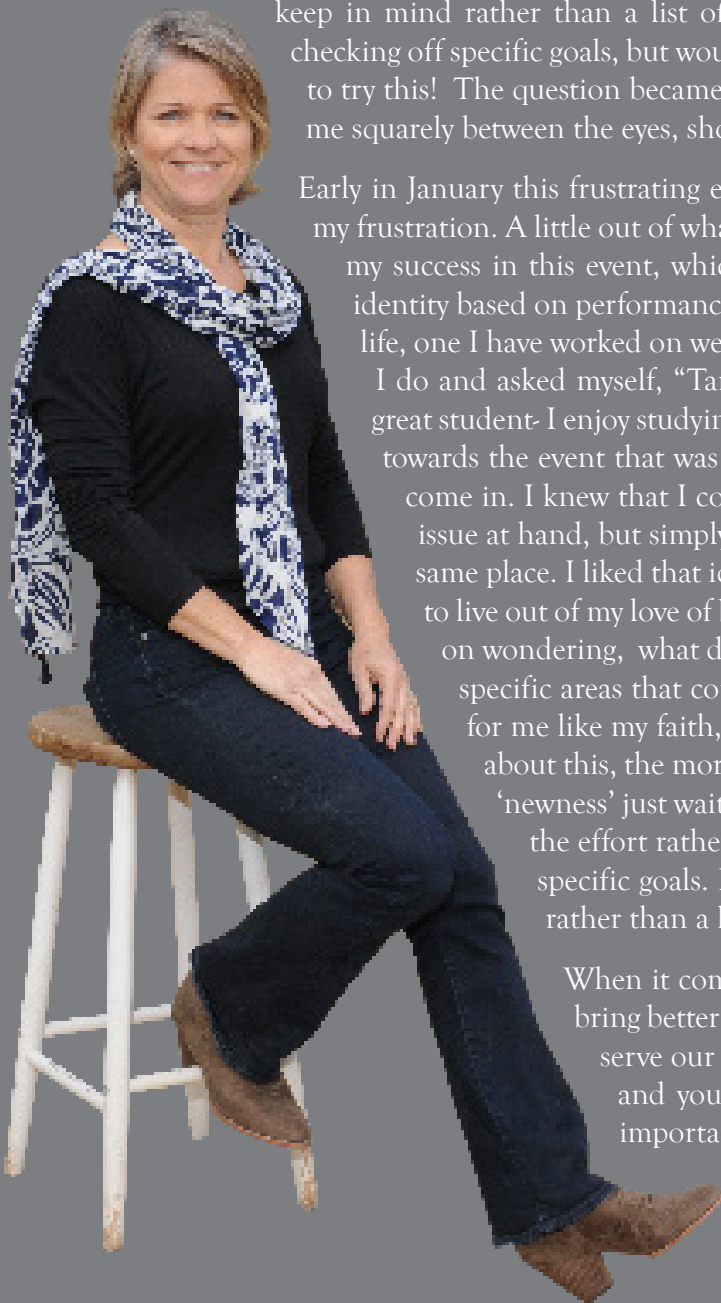 keep in mind rather than a list of
checking off specific goals, but wou
to try this! The question became
me squarely between the eyes, sho
Early in January this frustrating e
my frustration. A little out of wha
my success in this event, whic
identity based on performanc
life, one I have worked on we
I do and asked myself, “Tar
great student- I enjoy studyin
towards the event that was
come in. I knew that I co
issue at hand, but simply
same place. I liked that id
to live out of my love of l
on wondering, what d
specific areas that co
for me like my faith,
about this, the mor
‘newness’ just wait
the effort rathe
specific goals. I
rather than a l
When it com
bring better
serve our
and you
importa